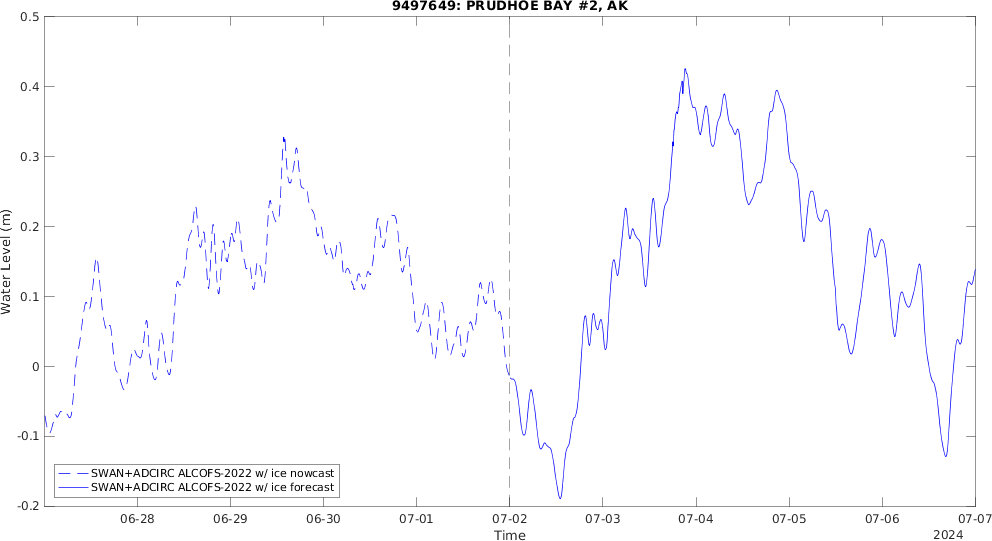 9497649: PRUDHOE BAY #2, AK
0.5
0.4
0.3
0.2
0.1
0
-0.1
-0.2
Water Level (m)
SWAN+ADCIRC ALCOFS-2022 w/ ice nowcast
SWAN+ADCIRC ALCOFS-2022 w/ ice forecast
06-28 06-29 06-30 07-01 07-02 07-03 07-04 07-05 07-06 07-07
Time
2024